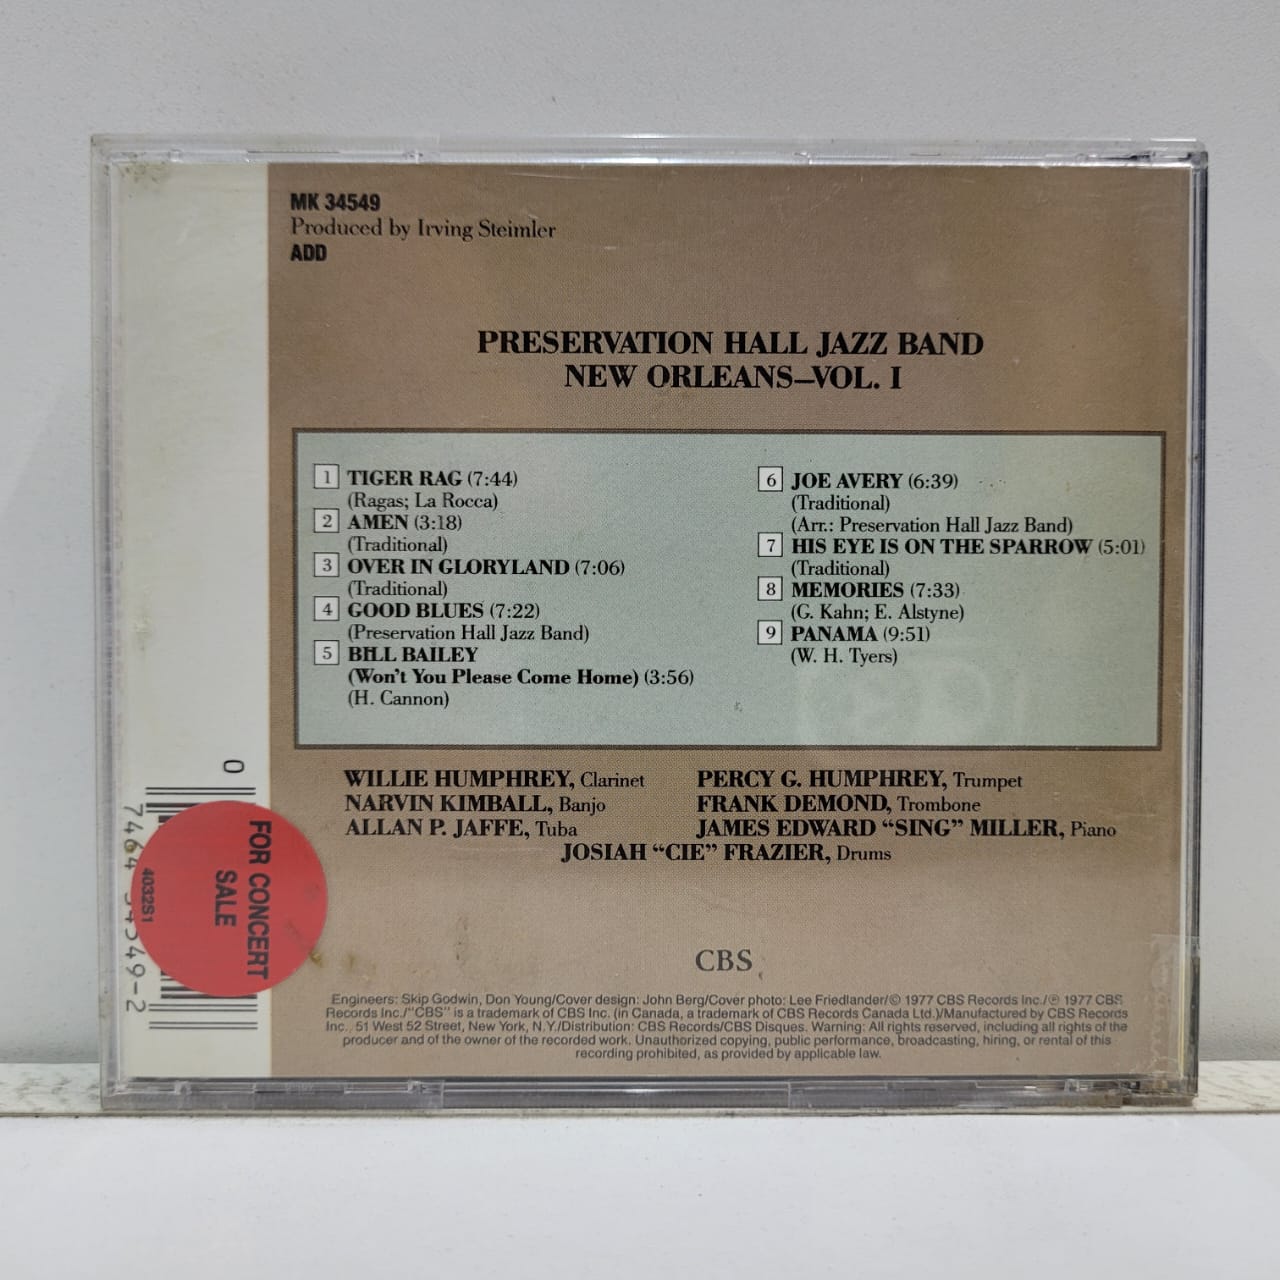 MK 34549
Produced by Irving Steimler
ADD
PRESERVATION HALL JAZZ BAND
NEW ORLEANS—VOL. I
1 TIGER RAG (7:44)
(Ragas; La Rocca)
2 AMEN (3:18)
(Traditional)
3 OVER IN GLORYLAND (7:06)
(Traditional)
4 GOOD BLUES (7:22)
(Preservation Hall Jazz Band)
5 BILL BAILEY
(Won't You Please Come Home) (3:56)
(H. Cannon)
6 JOE AVERY (6:39)
(Traditional)
(Arr.: Preservation Hall Jazz Band)
7 HIS EYE IS ON THE SPARROW (5:01)
(Traditional)
8 MEMORIES (7:33)
(G. Kahn; E. Alstyne)
9 PANAMA (9:51)
(W. H. Tyers)
WILLIE HUMPHREY, Clarinet
PERCY G. HUMPHREY, Trumpet
NARVIN KIMBALL, Banjo
FRANK DEMOND, Trombone
ALLAN P. JAFFE, Tuba
JAMES EDWARD “SING” MILLER, Piano
JOSIAH “CIE” FRAZIER, Drums
CBS
Engineers: Skip Godwin, Don Young/Cover design: John Berg/Cover photo: Lee Friedlander/© 1977 CBS Records Inc./℗ 1977 CBS
Records Inc./"CBS" is a trademark of CBS Inc. (in Canada, a trademark of CBS Records Canada Ltd.)/Manufactured by CBS Records
Inc., 51 West 52 Street, New York, N.Y./Distribution: CBS Records/CBS Disques. Warning: All rights reserved, including all rights of the
producer and of the owner of the recorded work. Unauthorized copying, public performance, broadcasting, hiring, or rental of this
recording prohibited, as provided by applicable law.
0
7464
34549-2
FOR CONCERT
SALE
4032S1